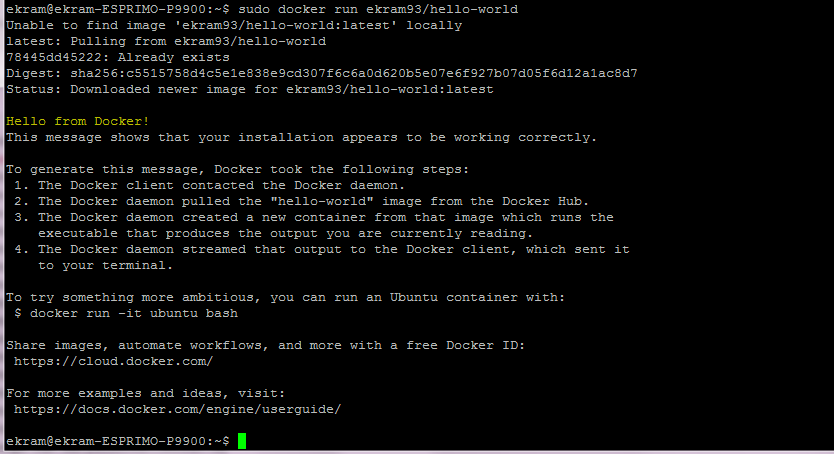 ekram@ekram-ESPRIMO-P9900:~$ sudo docker run ekram93/hello-world
Unable to find image 'ekram93/hello-world:latest' locally
latest: Pulling from ekram93/hello-world
78445dd45222: Already exists
Digest: sha256:c5515758d4c5e1e838e9cd307f6c6a0d620b5e07e6f927b07d05f6d12a1ac8d7
Status: Downloaded newer image for ekram93/hello-world:latest
Hello from Docker!
This message shows that your installation appears to be working correctly.
To generate this message, Docker took the following steps:
1. The Docker client contacted the Docker daemon.
2. The Docker daemon pulled the "hello-world" image from the Docker Hub.
3. The Docker daemon created a new container from that image which runs the
executable that produces the output you are currently reading.
4. The Docker daemon streamed that output to the Docker client, which sent it
to your terminal.
To try something more ambitious, you can run an Ubuntu container with:
$ docker run -it ubuntu bash
Share images, automate workflows, and more with a free Docker ID:
https://cloud.docker.com/
For more examples and ideas, visit:
https://docs.docker.com/engine/userguide/
ekram@ekram-ESPRIMO-P9900:~$